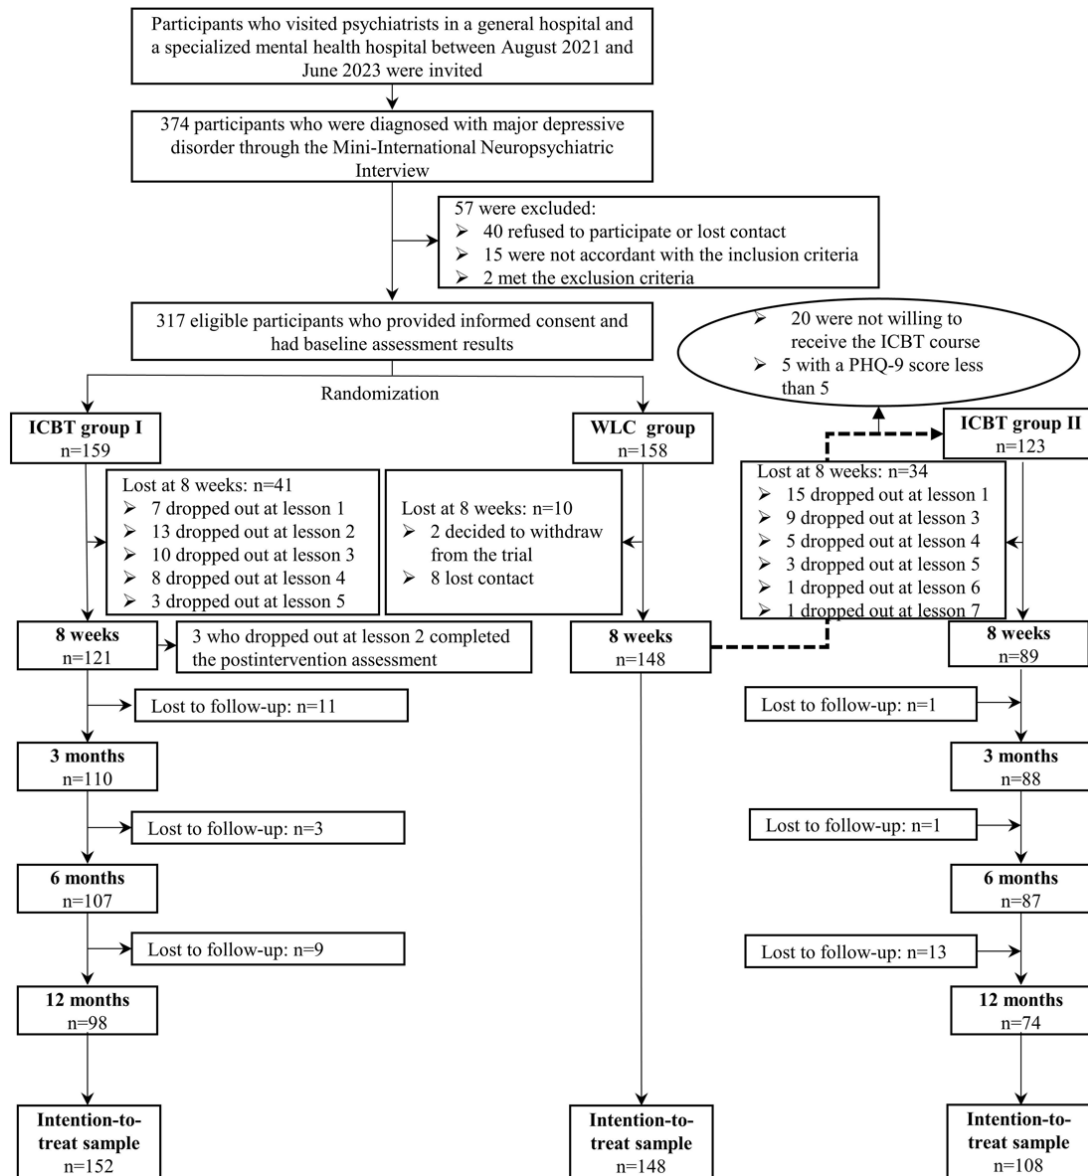 Participants who visited psychiatrists in a general hospital and
a specialized mental health hospital between August 2021 and
June 2023 were invited
374 participants who were diagnosed with major depressive
disorder through the Mini-International Neuropsychiatric
Interview
57 were excluded:
➢ 40 refused to participate or lost contact
➢ 15 were not accordant with the inclusion criteria
➢ 2 met the exclusion criteria
317 eligible participants who provided informed consent and
had baseline assessment results
➢ 20 were not willing to
receive the ICBT course
➢ 5 with a PHQ-9 score less
than 5
Randomization
ICBT group I
n=159
WLC group
n=158
ICBT group II
n=123
Lost at 8 weeks: n=41
➢ 7 dropped out at lesson 1
➢ 13 dropped out at lesson 2
➢ 10 dropped out at lesson 3
➢ 8 dropped out at lesson 4
➢ 3 dropped out at lesson 5
Lost at 8 weeks: n=10
➢ 2 decided to withdraw
from the trial
➢ 8 lost contact
Lost at 8 weeks: n=34
➢ 15 dropped out at lesson 1
➢ 9 dropped out at lesson 3
➢ 5 dropped out at lesson 4
➢ 3 dropped out at lesson 5
➢ 1 dropped out at lesson 6
➢ 1 dropped out at lesson 7
8 weeks
n=121
3 who dropped out at lesson 2 completed
the postintervention assessment
8 weeks
n=148
8 weeks
n=89
Lost to follow-up: n=11
Lost to follow-up: n=1
3 months
n=110
3 months
n=88
Lost to follow-up: n=3
Lost to follow-up: n=1
6 months
n=107
6 months
n=87
Lost to follow-up: n=9
Lost to follow-up: n=13
12 months
n=98
12 months
n=74
Intention-to-
treat sample
n=152
Intention-to-
treat sample
n=148
Intention-to-
treat sample
n=108